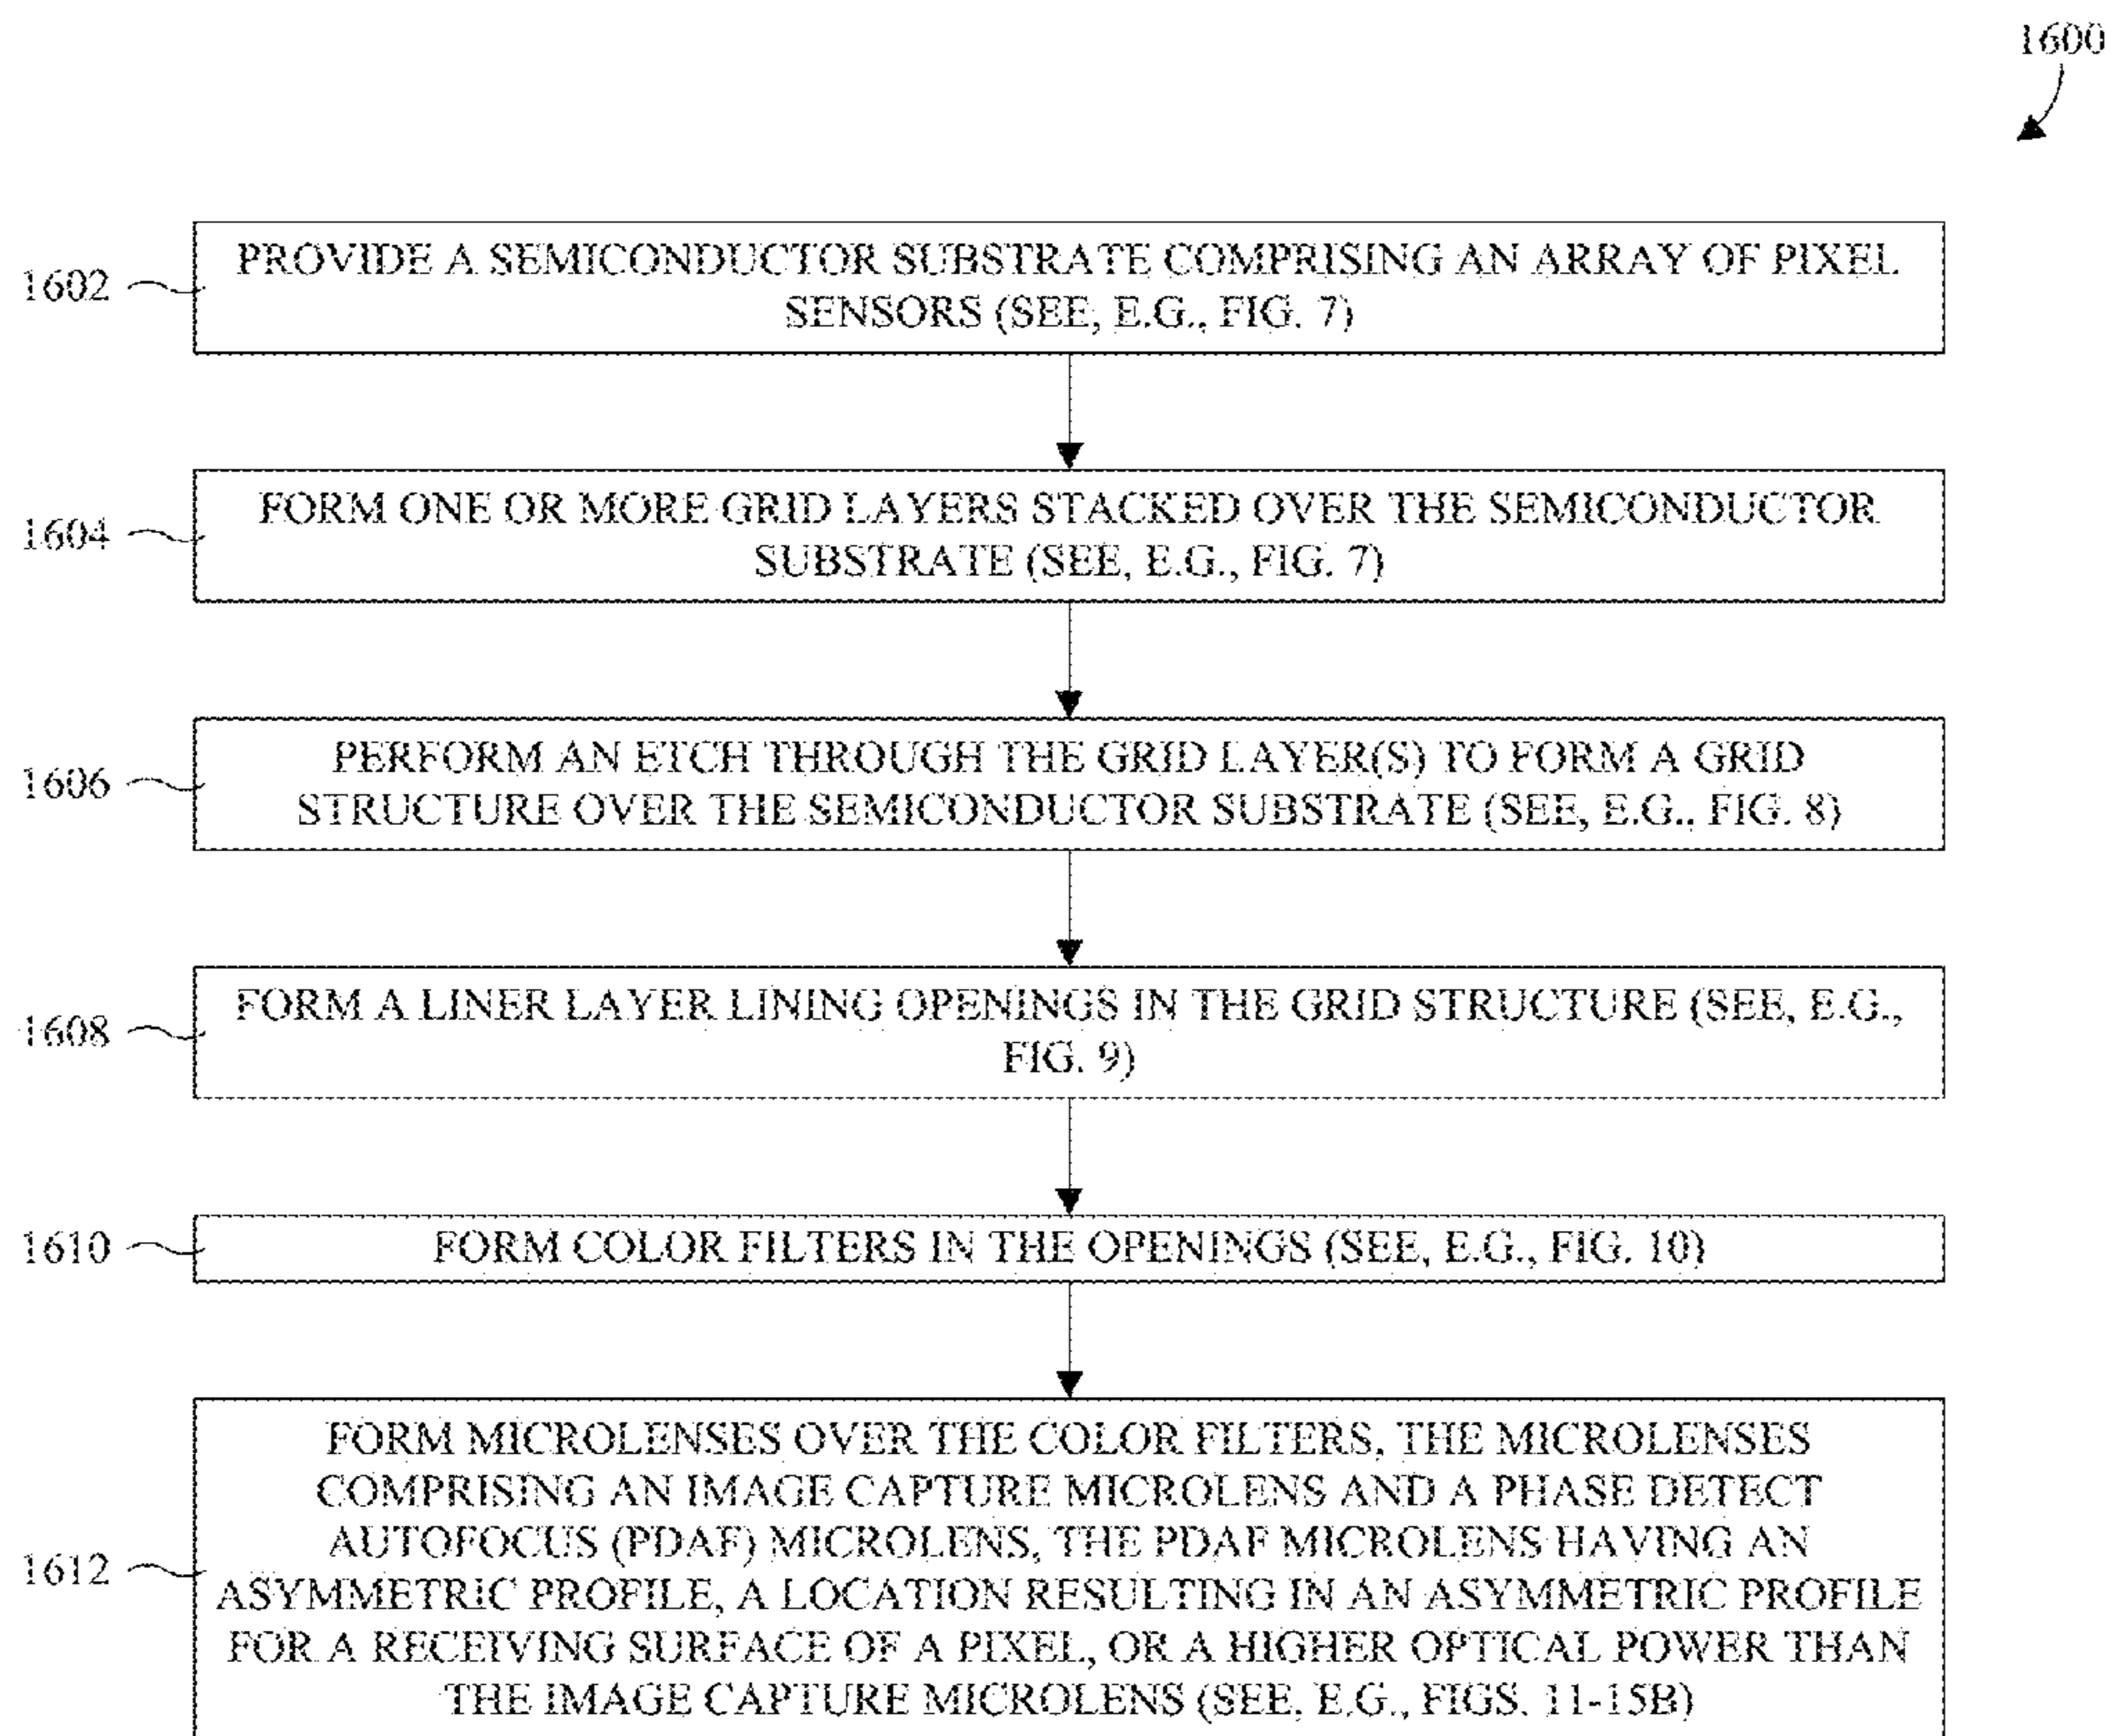 1600
1602
PROVIDE A SEMICONDUCTOR SUBSTRATE COMPRISING AN ARRAY OF PIXEL
SENSORS (SEE, E.G., FIG. 7)
1604
FORM ONE OR MORE GRID LAYERS STACKED OVER THE SEMICONDUCTOR
SUBSTRATE (SEE, E.G., FIG. 7)
1606
PERFORM AN ETCH THROUGH THE GRID LAYER(S) TO FORM A GRID
STRUCTURE OVER THE SEMICONDUCTOR SUBSTRATE (SEE, E.G., FIG. 8)
1608
FORM A LINER LAYER LINING OPENINGS IN THE GRID STRUCTURE (SEE, E.G.,
FIG. 9)
1610
FORM COLOR FILTERS IN THE OPENINGS (SEE, E.G., FIG. 10)
1612
FORM MICROLENSES OVER THE COLOR FILTERS, THE MICROLENSES
COMPRISING AN IMAGE CAPTURE MICROLENS AND A PHASE DETECT
AUTOFOCUS (PDAF) MICROLENS, THE PDAF MICROLENS HAVING AN
ASYMMETRIC PROFILE, A LOCATION RESULTING IN AN ASYMMETRIC PROFILE
FOR A RECEIVING SURFACE OF A PIXEL, OR A HIGHER OPTICAL POWER THAN
THE IMAGE CAPTURE MICROLENS (SEE, E.G., FIGS. 11-15B)